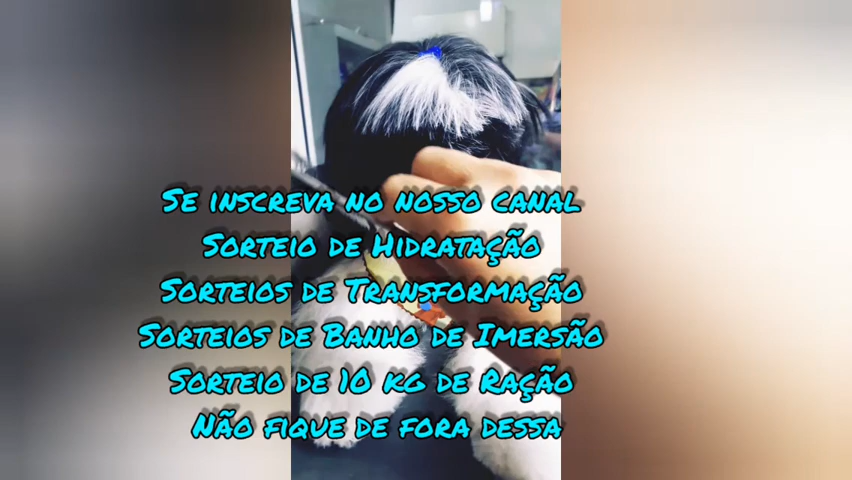 Se inscreva no nosso canal
Sorteio de Hidratação
Sorteios de Transformação
Sorteios de Banho de Imersão
Sorteio de 10 kg de Ração
Não fique de fora dessa